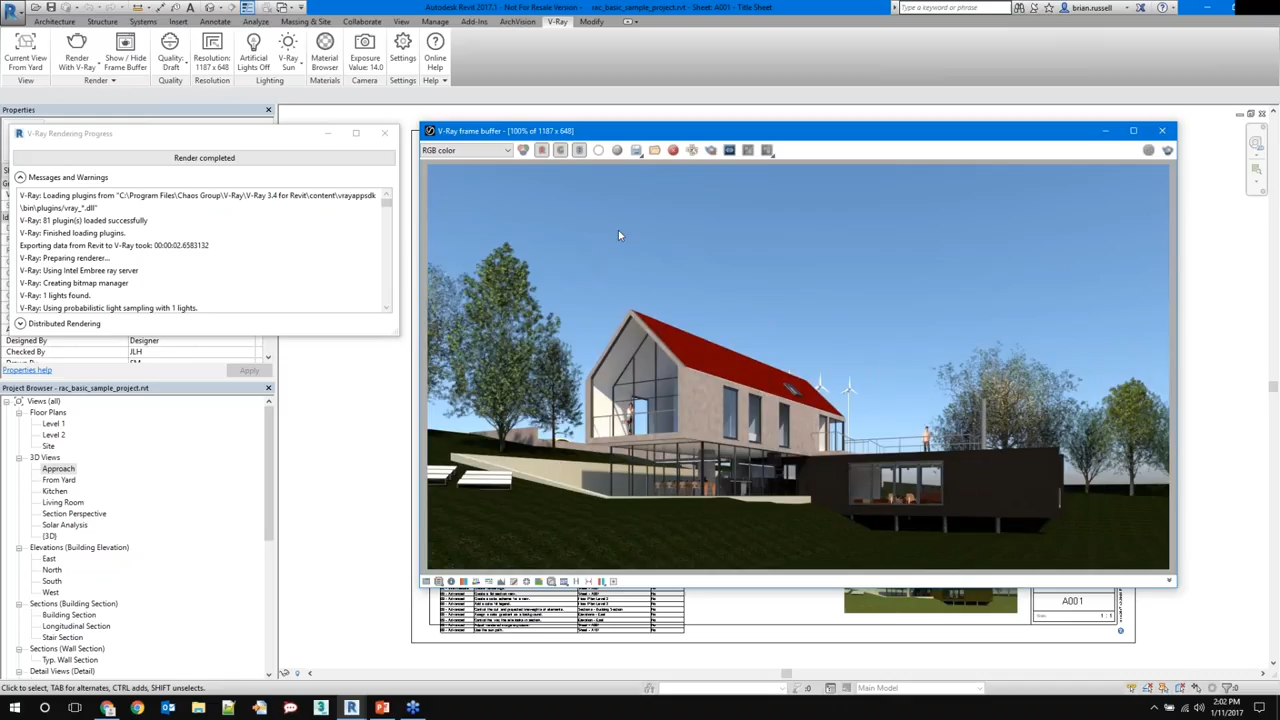 Autodesk Revit 2017.1 - Not For Resale Version - rac_basic_sample_project.rvt - Sheet: A001 - Title Sheet
Type a keyword or phrase
brian.russell
Architecture Structure Systems Insert Annotate Analyze Massing & Site Collaborate View Manage Add-Ins ArchVision V-Ray Modify
Current View From Yard
Render With V-Ray
Show / Hide Frame Buffer
Quality: Draft
Resolution: 1187 x 648
Artificial Lights Off
V-Ray Sun
Material Browser
Exposure Value: 14.0
Settings
Online Help
View Render Quality Resolution Lighting Materials Camera Settings Help
Properties
V-Ray Rendering Progress
Render completed
Messages and Warnings
V-Ray: Loading plugins from "C:\Program Files\Chaos Group\V-Ray\V-Ray 3.4 for Revit\content\vrayappsdk
\bin\plugins/vray_*.dll"
V-Ray: 81 plugin(s) loaded successfully
V-Ray: Finished loading plugins.
Exporting data from Revit to V-Ray took: 00:00:02.6583132
V-Ray: Preparing renderer...
V-Ray: Using Intel Embree ray server
V-Ray: Creating bitmap manager
V-Ray: 1 lights found.
V-Ray: Using probabilistic light sampling with 1 lights.
Distributed Rendering
Designed By Designer
Checked By JLH
Properties help
Apply
Project Browser - rac_basic_sample_project.rvt
Views (all)
Floor Plans
Level 1
Level 2
Site
3D Views
Approach
From Yard
Kitchen
Living Room
Section Perspective
Solar Analysis
{3D}
Elevations (Building Elevation)
East
North
South
West
Sections (Building Section)
Building Section
Longitudinal Section
Stair Section
Sections (Wall Section)
Typ. Wall Section
Detail Views (Detail)
V-Ray frame buffer - [100% of 1187 x 648]
RGB color
A001
1 : 1
Click to select, TAB for alternates, CTRL adds, SHIFT unselects.
:0
Main Model
:0
2:02 PM
1/11/2017